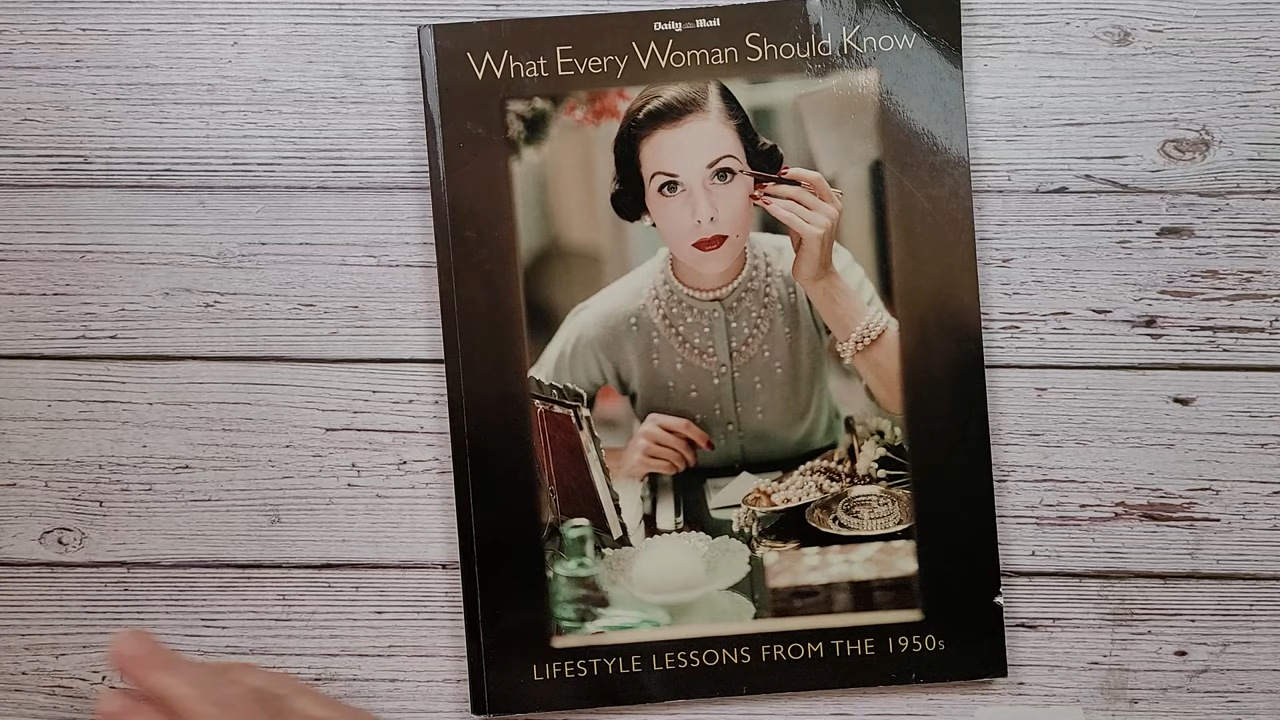 Daily Mail
What Every Woman Should Know
LIFESTYLE LESSONS FROM THE 1950s